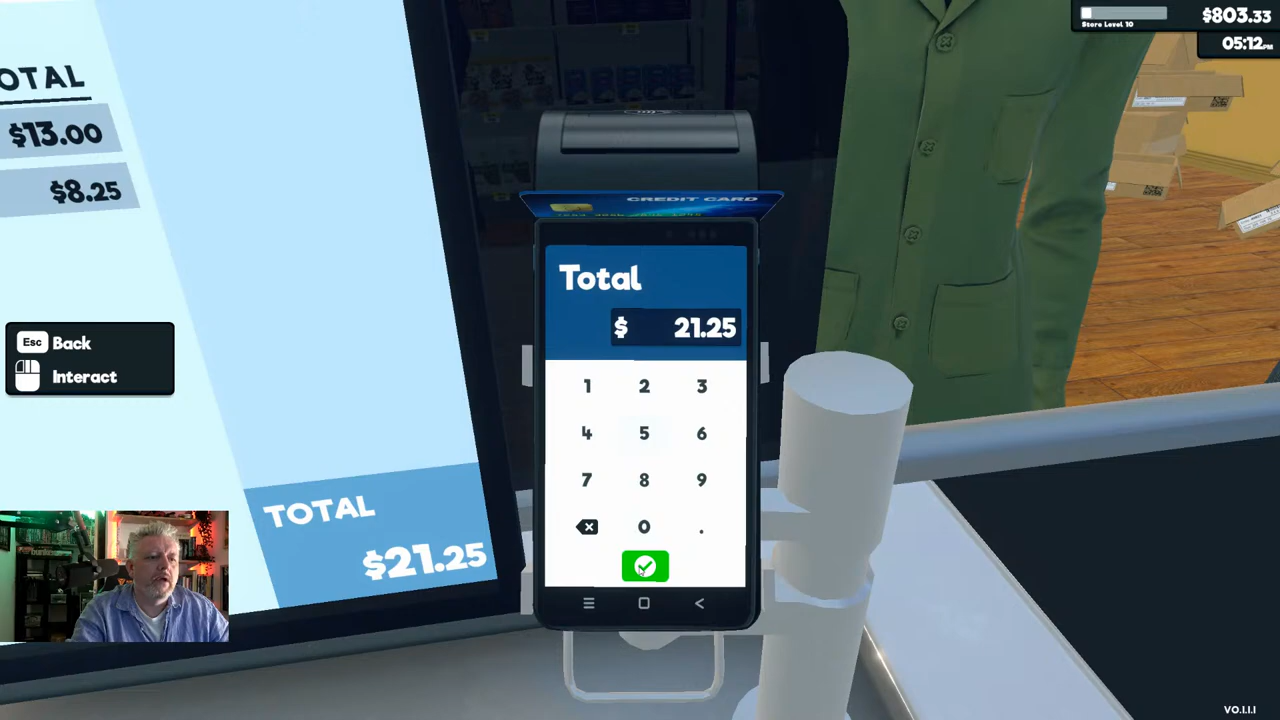 OTAL
$13.00
$8.25
Esc Back
Interact
TOTAL
$21.25
CREDIT CARD
Total
$ 21.25
1 2 3
4 5 6
7 8 9
0 .
Store Level 10
$803.33
05:12PM
V0.1.1.1